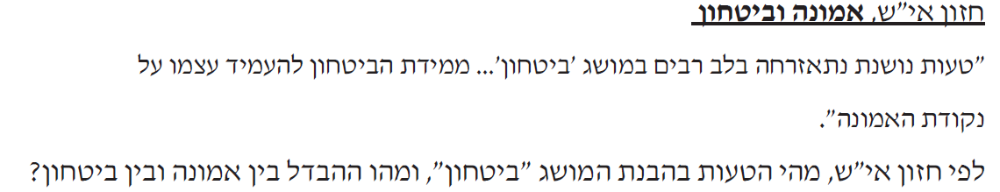 חזון אי״ש, אמונה וביטחון
״טעות נושנת נתאזרחה בלב רבים במושג ׳ביטחון׳... ממידת הביטחון להעמיד עצמו על
נקודת האמונה״.
לפי חזון אי״ש, מהי הטעות בהבנת המושג ״ביטחון״, ומהו ההבדל בין אמונה ובין ביטחון?